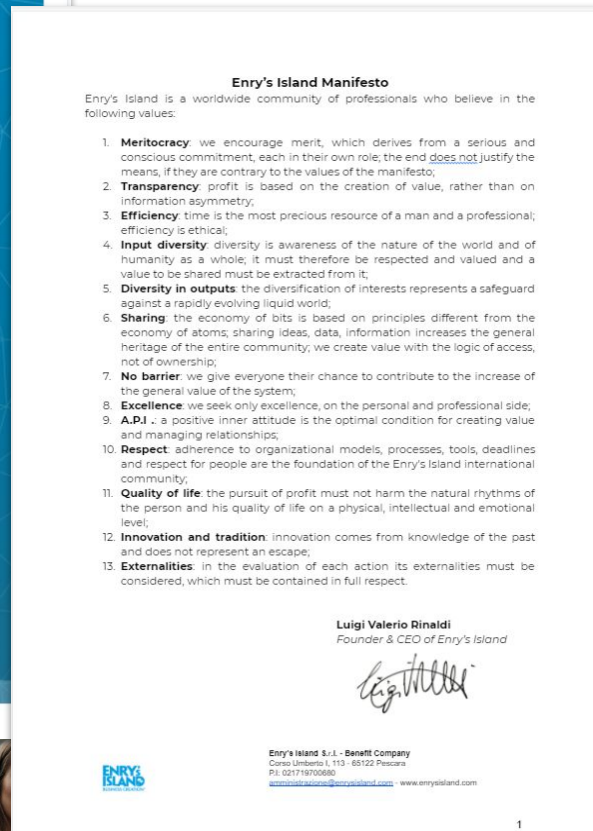 Enry's Island Manifesto
Enry's Island is a worldwide community of professionals who believe in the
following values:
1. Meritocracy: we encourage merit, which derives from a serious and
conscious commitment, each in their own role; the end does not justify the
means, if they are contrary to the values of the manifesto;
2. Transparency: profit is based on the creation of value, rather than on
information asymmetry;
3. Efficiency: time is the most precious resource of a man and a professional;
efficiency is ethical;
4. Input diversity: diversity is awareness of the nature of the world and of
humanity as a whole; it must therefore be respected and valued and a
value to be shared must be extracted from it;
5. Diversity in outputs: the diversification of interests represents a safeguard
against a rapidly evolving liquid world;
6. Sharing: the economy of bits is based on principles different from the
economy of atoms; sharing ideas, data, information increases the general
heritage of the entire community; we create value with the logic of access,
not of ownership;
7. No barrier: we give everyone their chance to contribute to the increase of
the general value of the system;
8. Excellence: we seek only excellence, on the personal and professional side;
9. A.P.I .: a positive inner attitude is the optimal condition for creating value
and managing relationships;
10. Respect: adherence to organizational models, processes, tools, deadlines
and respect for people are the foundation of the Enry's Island international
community;
11. Quality of life: the pursuit of profit must not harm the natural rhythms of
the person and his quality of life on a physical, intellectual and emotional
level;
12. Innovation and tradition: innovation comes from knowledge of the past
and does not represent an escape;
13. Externalities: in the evaluation of each action its externalities must be
considered, which must be contained in full respect.
Luigi Valerio Rinaldi
Founder & CEO of Enry's Island
Enry's Island S.r.l. - Benefit Company
Corso Umberto I, 113 - 65122 Pescara
P.I: 021719700680
amministrazione@enrysisland.com - www.enrysisland.com
ENRY'S
ISLAND
BUSINESS CREATION
1